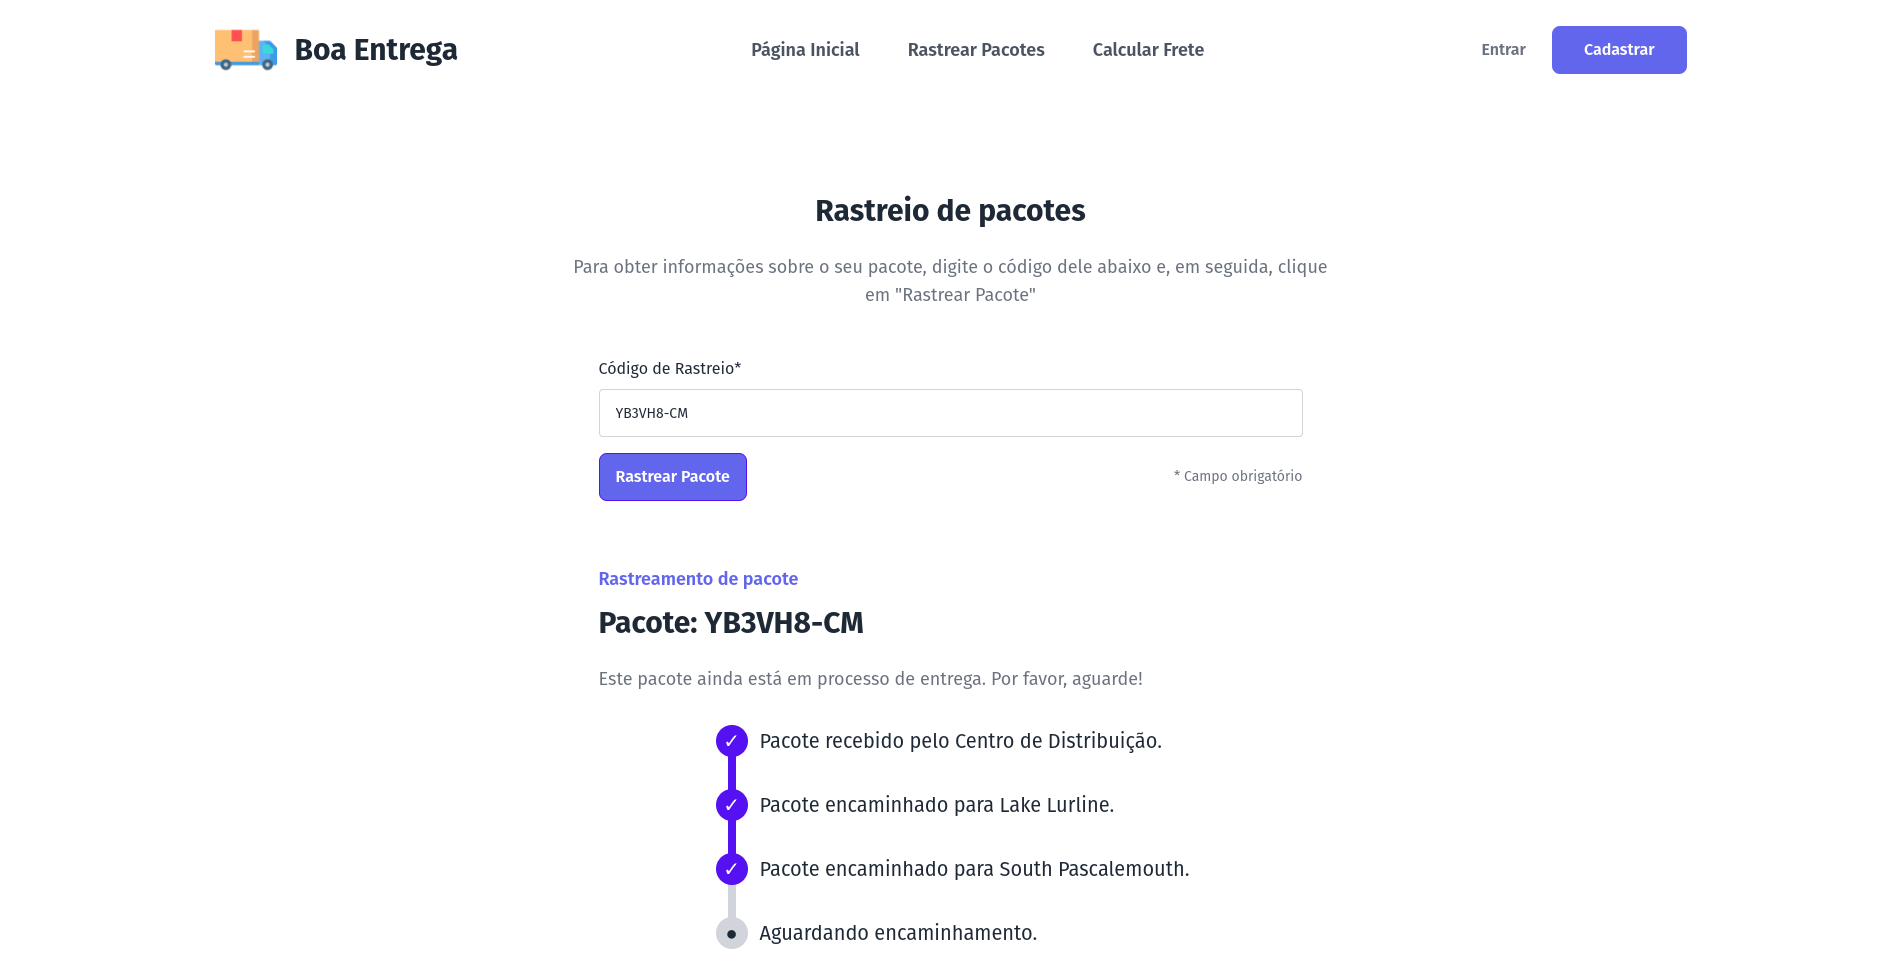 Boa Entrega
Página Inicial
Rastrear Pacotes
Calcular Frete
Entrar
Cadastrar
Rastreio de pacotes
Para obter informações sobre o seu pacote, digite o código dele abaixo e, em seguida, clique
em "Rastrear Pacote"
Código de Rastreio*
YB3VH8-CM
Rastrear Pacote
* Campo obrigatório
Rastreamento de pacote
Pacote: YB3VH8-CM
Este pacote ainda está em processo de entrega. Por favor, aguarde!
✓ Pacote recebido pelo Centro de Distribuição.
✓ Pacote encaminhado para Lake Lurline.
✓ Pacote encaminhado para South Pascalemouth.
● Aguardando encaminhamento.